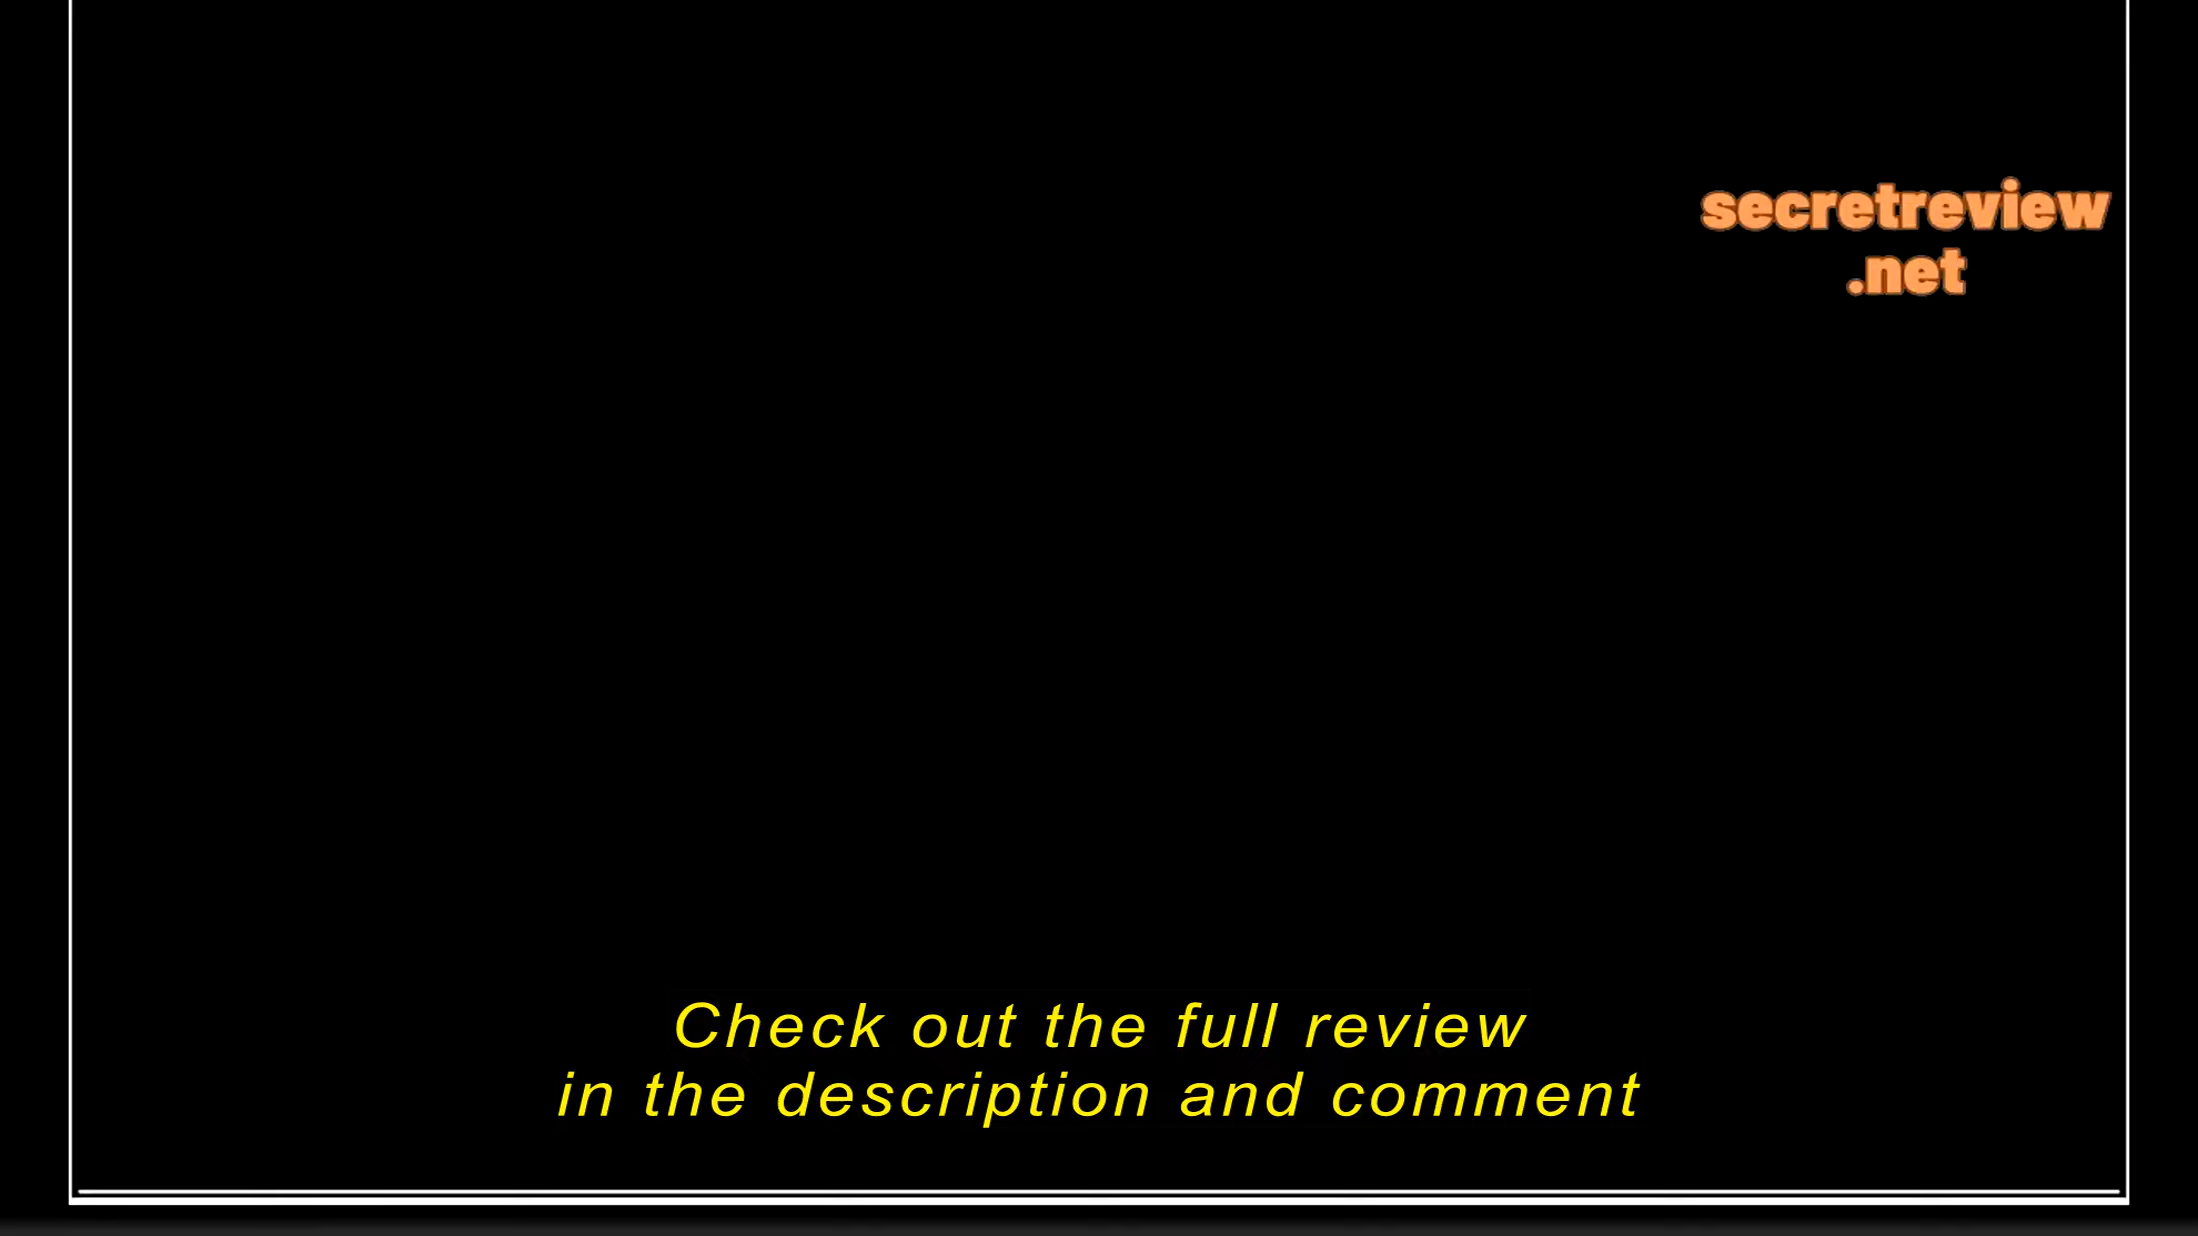 secretreview
.net
Check out the full review
in the description and comment